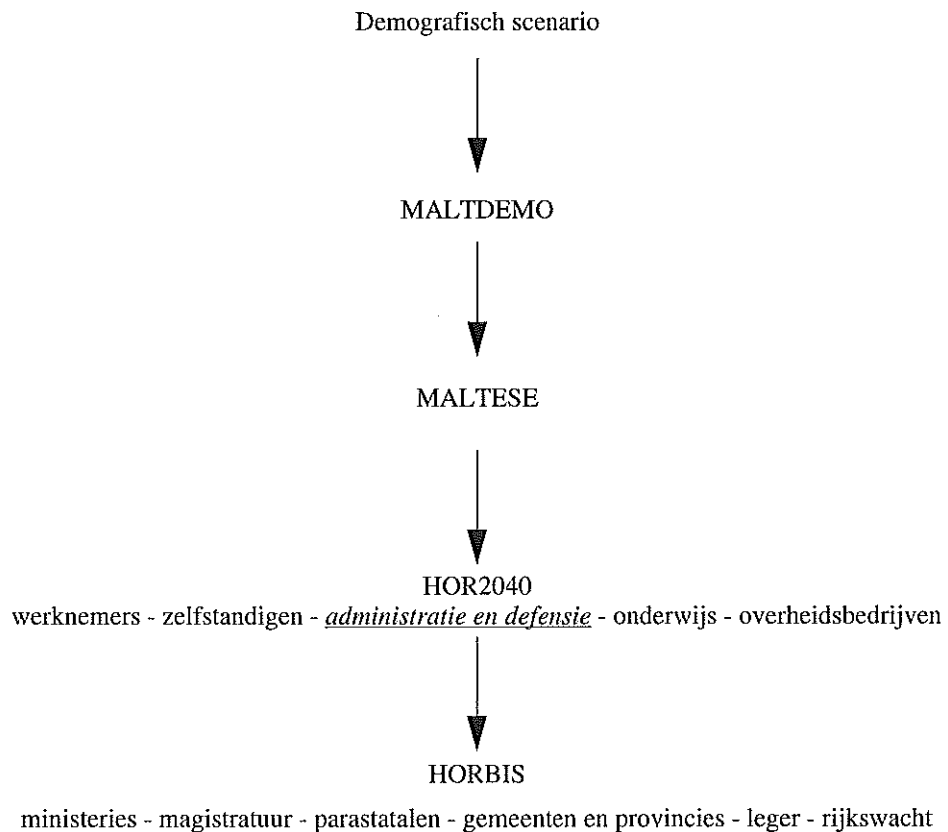 Demografisch scenario
MALTDEMO
MALTESE
HOR2040
werknemers - zelfstandigen - administratie en defensie - onderwijs - overheidsbedrijven
HORBIS
ministeries - magistratuur - parastatalen - gemeenten en provincies - leger - rijkswacht